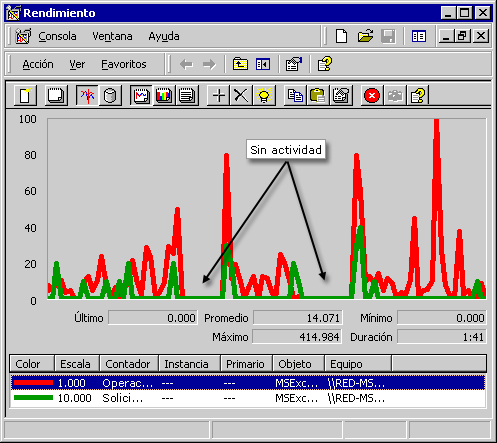 Rendimiento
Consola Ventana Ayuda
Acción Ver Favoritos
100
80
60
40
20
0
Sin actividad
Último 0.000 Promedio 14.071 Mínimo 0.000
Máximo 414.984 Duración 1:41
Color Escala Contador Instancia Primario Objeto Equipo
1.000 Operac... --- --- MSExc... \\RED-MS...
10.000 Solici... --- --- MSExc... \\RED-MS...